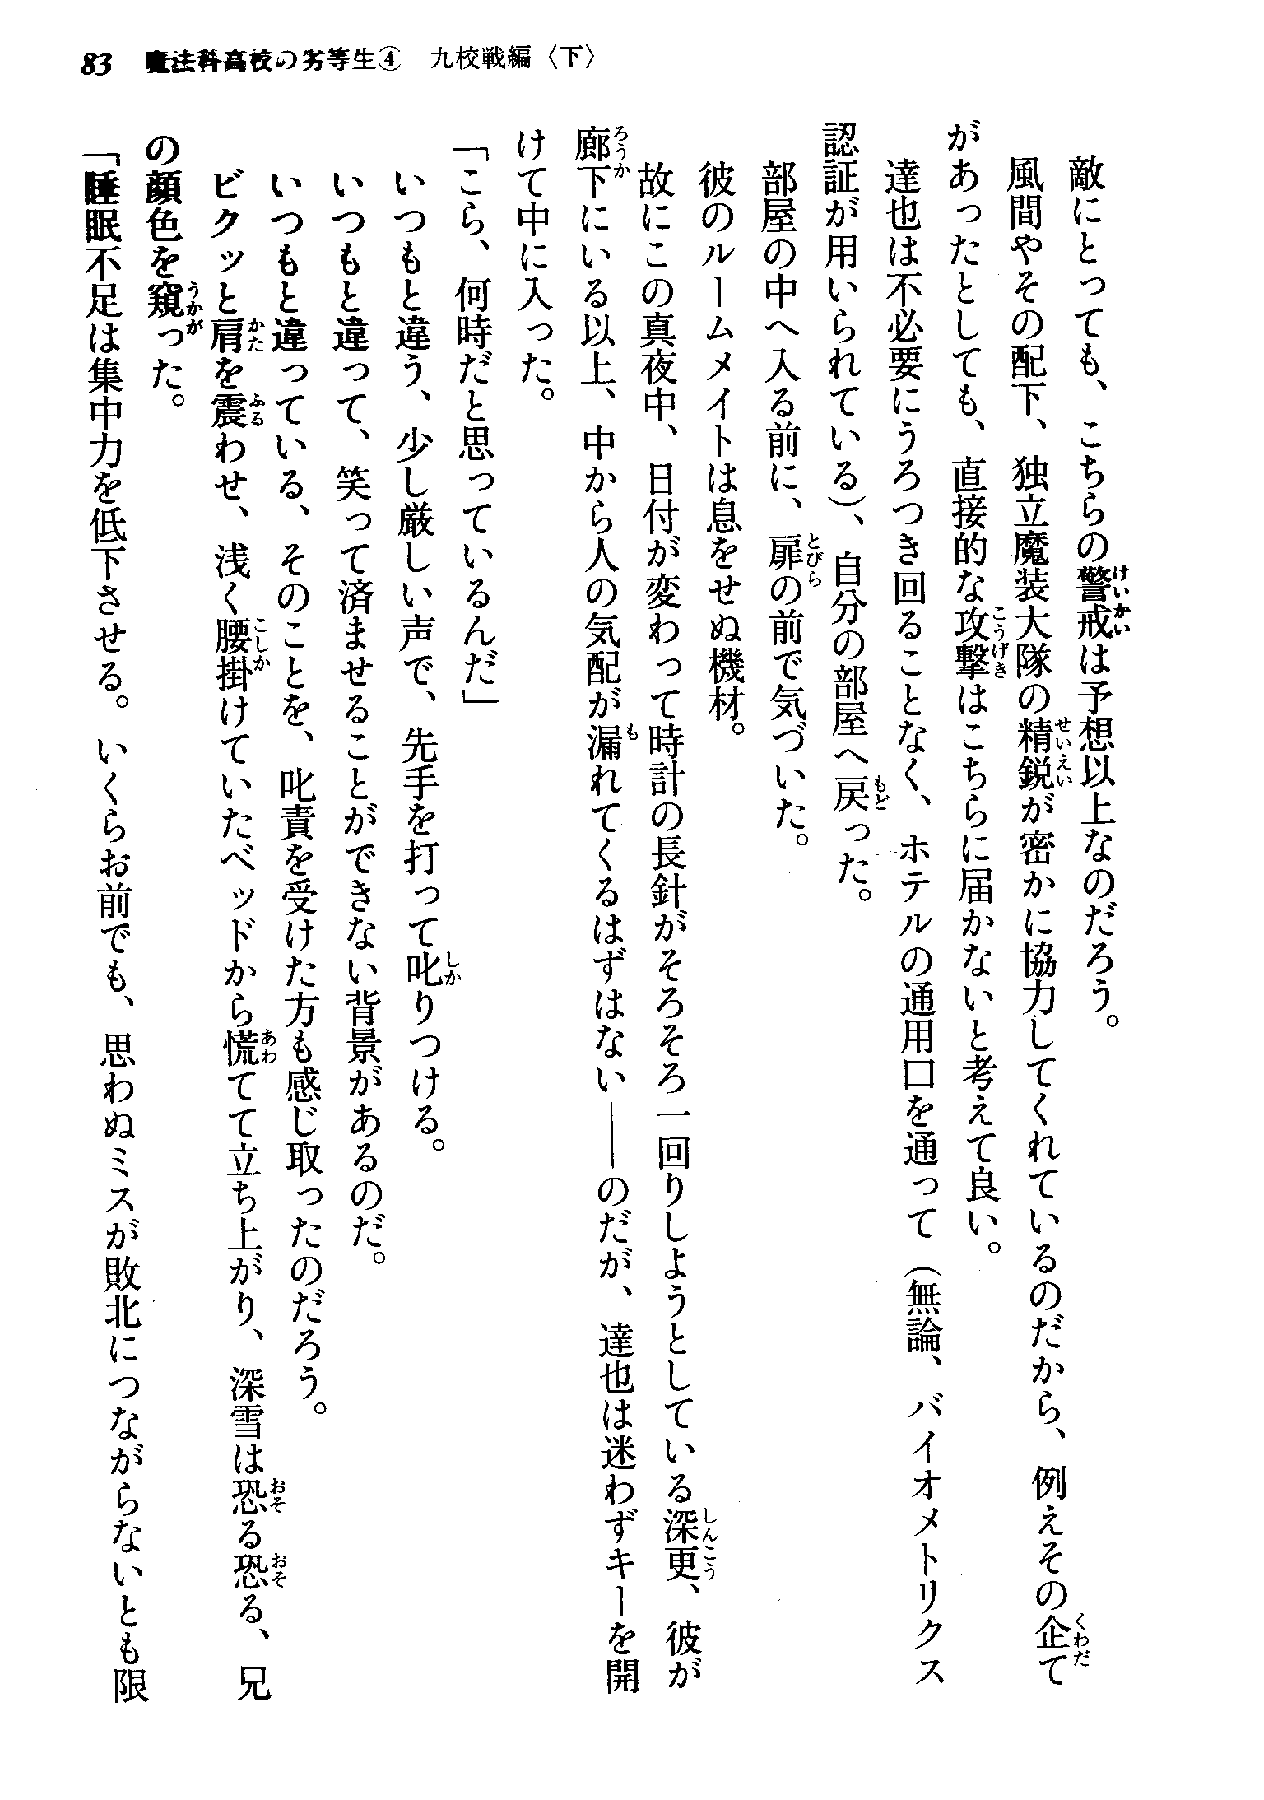 83　魔法科高校の劣等生④　九校戦編〈下〉
敵にとっても、こちらの警戒は予想以上なのだろう。
風間やその配下、独立魔装大隊の精鋭が密かに協力してくれているのだから、例えその企て
があったとしても、直接的な攻撃はこちらに届かないと考えて良い。
達也は不必要にうろつき回ることなく、ホテルの通用口を通って（無論、バイオメトリクス
認証が用いられている）、自分の部屋へ戻った。
部屋の中へ入る前に、扉の前で気づいた。
彼のルームメイトは息をせぬ機材。
故にこの真夜中、日付が変わって時計の長針がそろそろ一回りしようとしている深更、彼が
廊下にいる以上、中から人の気配が漏れてくるはずはない――のだが、達也は迷わずキーを開
けて中に入った。
「こら、何時だと思っているんだ」
いつもと違う、少し厳しい声で、先手を打って叱りつける。
いつもと違って、笑って済ませることができない背景があるのだ。
いつもと違っている、そのことを、叱責を受けた方も感じ取ったのだろう。
ビクッと肩を震わせ、浅く腰掛けていたベッドから慌てて立ち上がり、深雪は恐る恐る、兄
の顔色を窺った。
「睡眠不足は集中力を低下させる。いくらお前でも、思わぬミスが敗北につながらないとも限